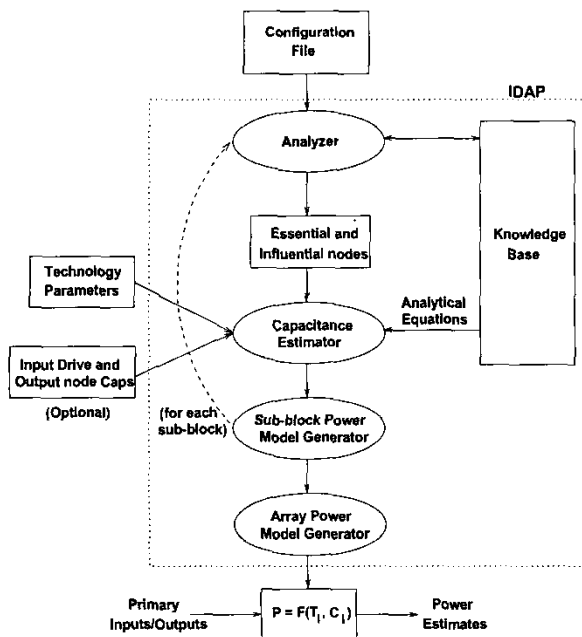 Configuration
File
IDAP
Analyzer
Essential and
Influential nodes
Knowledge
Base
Technology
Parameters
Analytical
Equations
Capacitance
Estimator
Input Drive and
Output node Caps
(Optional)
(for each
sub-block)
Sub-block Power
Model Generator
Array Power
Model Generator
Primary
Inputs/Outputs
P = F(Ti, Ci)
Power
Estimates